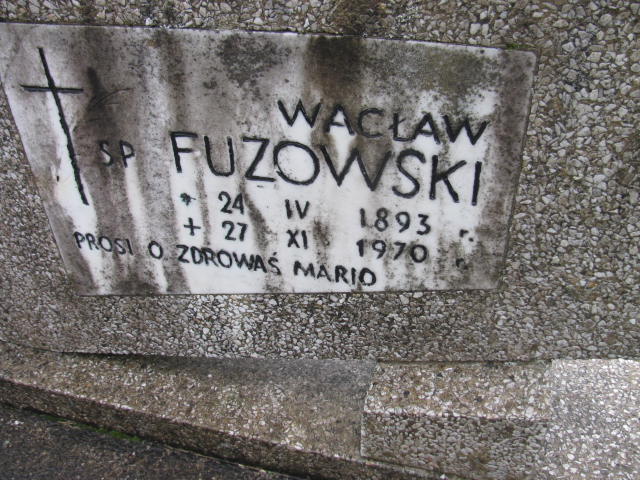 WACŁAW
SP FUZOWSKI
* 24 IV 1893 r.
+ 27 XI 1970 r.
PROSI O ZDROWAŚ MARIO